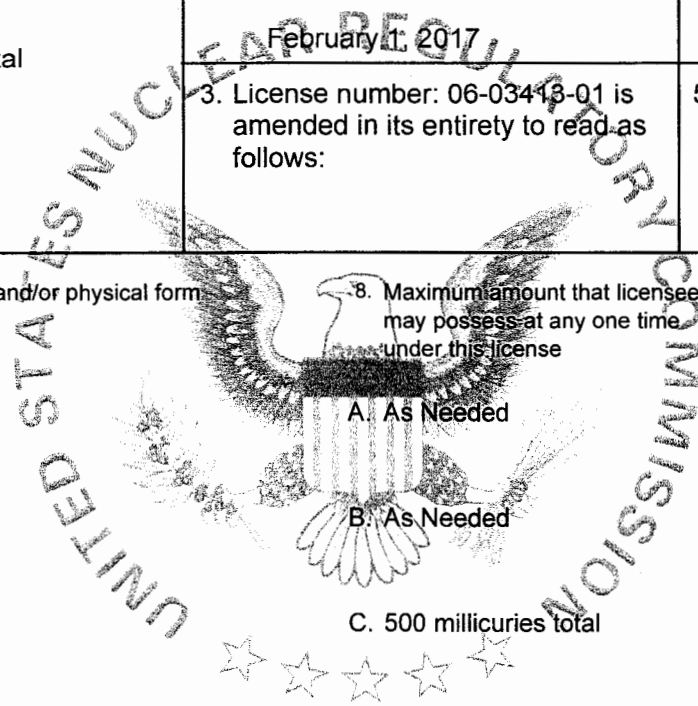 tal
February 1, 2017
3. License number: 06-03413-01 is
amended in its entirety to read as
follows:
5
and/or physical form
8. Maximum amount that licensee
may possess at any one time
under this license
A. As Needed
B. As Needed
C. 500 millicuries total
UNITED STATES NUCLEAR REGULATORY COMMISSION